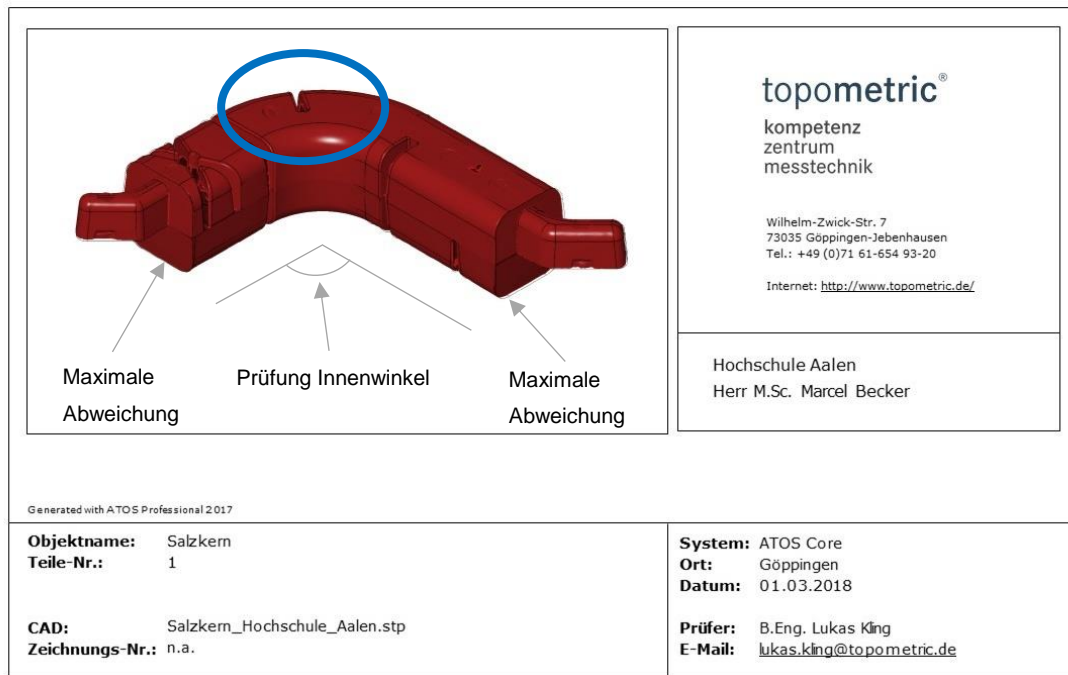 Maximale
Abweichung
Prüfung Innenwinkel
Maximale
Abweichung
topometric®
kompetenz
zentrum
messtechnik
Wilhelm-Zwick-Str. 7
73035 Göppingen-Jebenhausen
Tel.: +49 (0)71 61-654 93-20
Internet: http://www.topometric.de/
Hochschule Aalen
Herr M.Sc. Marcel Becker
Generated with ATOS Professional 2017
Objektname: Salzkern
Teile-Nr.: 1
CAD: Salzkern_Hochschule_Aalen.stp
Zeichnungs-Nr.: n.a.
System: ATOS Core
Ort: Göppingen
Datum: 01.03.2018
Prüfer: B.Eng. Lukas Kling
E-Mail: lukas.kling@topometric.de